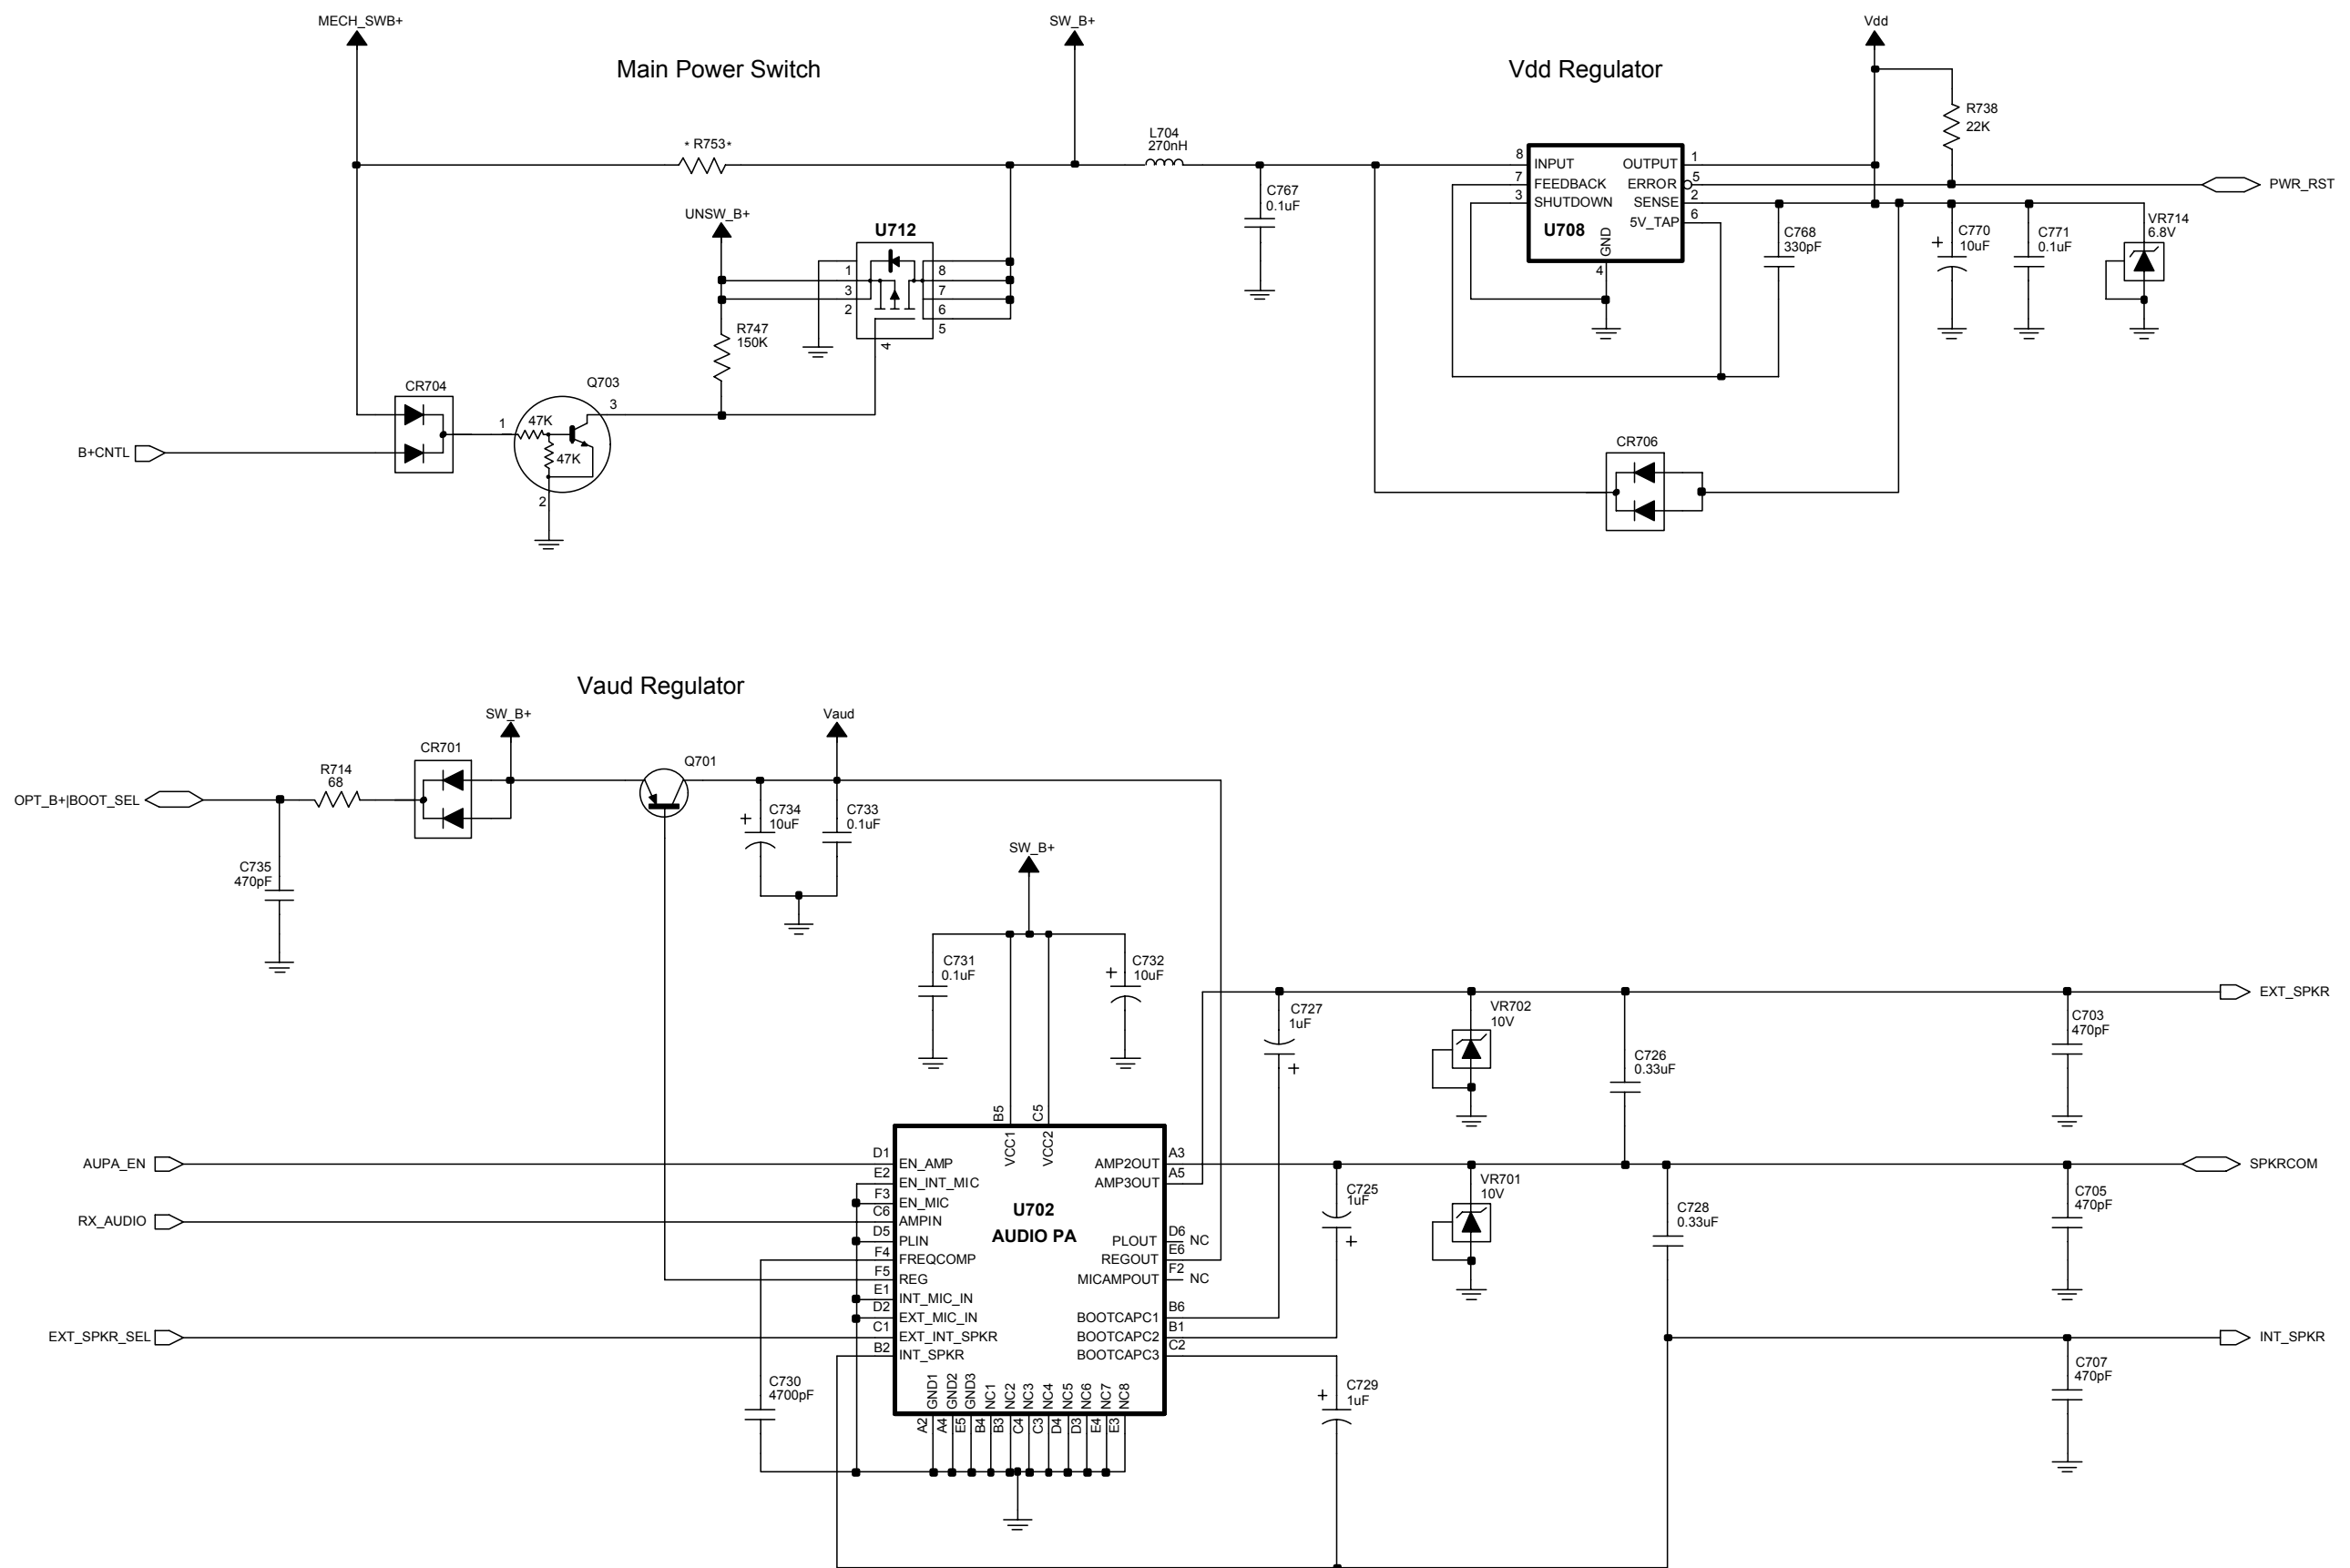 MECH_SWB+
SW_B+
Vdd
Main Power Switch
Vdd Regulator
* R753*
L704
270nH
R738
22K
8
INPUT
OUTPUT
1
7
FEEDBACK
ERROR
5
PWR_RST
3
SHUTDOWN
SENSE
2
5V_TAP
6
U708
GND
4
C767
0.1uF
UNSW_B+
U712
1
3
2
8
7
6
5
4
R747
150K
C768
330pF
+
C770
10uF
C771
0.1uF
VR714
6.8V
CR704
Q703
3
1
47K
47K
2
B+CNTL
CR706
Vaud Regulator
SW_B+
Vaud
CR701
Q701
R714
68
OPT_B+|BOOT_SEL
C735
470pF
+
C734
10uF
C733
0.1uF
SW_B+
C731
0.1uF
+
C732
10uF
EXT_SPKR
C727
1uF
+
VR702
10V
C726
0.33uF
C703
470pF
B5
C5
VCC1
VCC2
AUPA_EN
D1
EN_AMP
AMP2OUT
A3
SPKRCOM
E2
EN_INT_MIC
AMP3OUT
A5
F3
EN_MIC
U702
RX_AUDIO
C6
AMPIN
AUDIO PA
D5
PLIN
PLOUT
D6
NC
F4
FREQCOMP
REGOUT
E6
F5
REG
MICAMPOUT
F2
NC
E1
INT_MIC_IN
D2
EXT_MIC_IN
BOOTCAPC1
B6
EXT_SPKR_SEL
C1
EXT_INT_SPKR
BOOTCAPC2
B1
B2
INT_SPKR
BOOTCAPC3
C2
C725
1uF
+
VR701
10V
C728
0.33uF
C705
470pF
INT_SPKR
C730
4700pF
GND1
GND2
GND3
NC1
NC2
NC3
NC4
NC5
NC6
NC7
NC8
A2
A4
E5
B4
B3
C4
C3
D4
D3
E4
E3
+
C729
1uF
C707
470pF